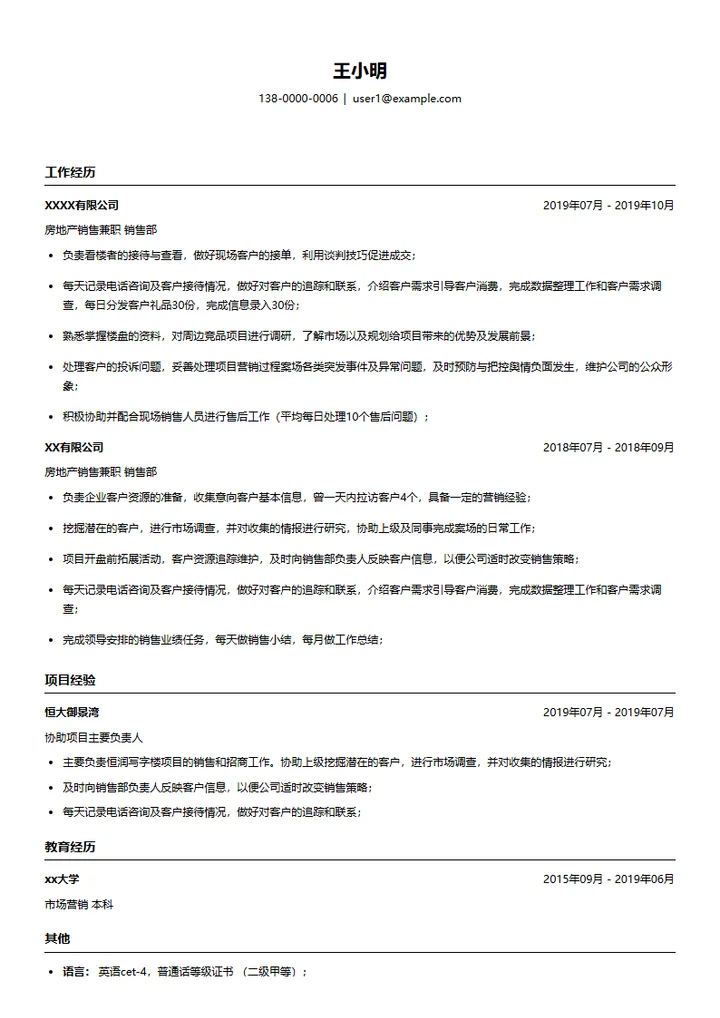 王小明
138-0000-0006 | user1@example.com
工作经历
XXXX有限公司 2019年07月 - 2019年10月
房地产销售兼职 销售部
• 负责看楼者的接待与查看，做好现场客户的接单，利用谈判技巧促进成交；
• 每天记录电话咨询及客户接待情况，做好对客户的追踪和联系，介绍客户需求引导客户消费，完成数据整理工作和客户需求调
查，每日分发客户礼品30份，完成信息录入30份；
• 熟悉掌握楼盘的资料，对周边竞品项目进行调研，了解市场以及规划给项目带来的优势及发展前景；
• 处理客户的投诉问题，妥善处理项目营销过程案场各类突发事件及异常问题，及时预防与把控舆情负面发生，维护公司的公众形
象；
• 积极协助并配合现场销售人员进行售后工作（平均每日处理10个售后问题）；
XX有限公司 2018年07月 - 2018年09月
房地产销售兼职 销售部
• 负责企业客户资源的准备，收集意向客户基本信息，曾一天内拉访客户4个，具备一定的营销经验；
• 挖掘潜在的客户，进行市场调查，并对收集的情报进行研究，协助上级及同事完成案场的日常工作；
• 项目开盘前拓展活动，客户资源追踪维护，及时向销售部负责人反映客户信息，以便公司适时改变销售策略；
• 每天记录电话咨询及客户接待情况，做好对客户的追踪和联系，介绍客户需求引导客户消费，完成数据整理工作和客户需求调
查；
• 完成领导安排的销售业绩任务，每天做销售小结，每月做工作总结；
项目经验
恒大御景湾 2019年07月 - 2019年07月
协助项目主要负责人
• 主要负责恒润写字楼项目的销售和招商工作。协助上级挖掘潜在的客户，进行市场调查，并对收集的情报进行研究；
• 及时向销售部负责人反映客户信息，以便公司适时改变销售策略；
• 每天记录电话咨询及客户接待情况，做好对客户的追踪和联系；
教育经历
xx大学 2015年09月 - 2019年06月
市场营销 本科
其他
• 语言： 英语cet-4，普通话等级证书 （二级甲等）；